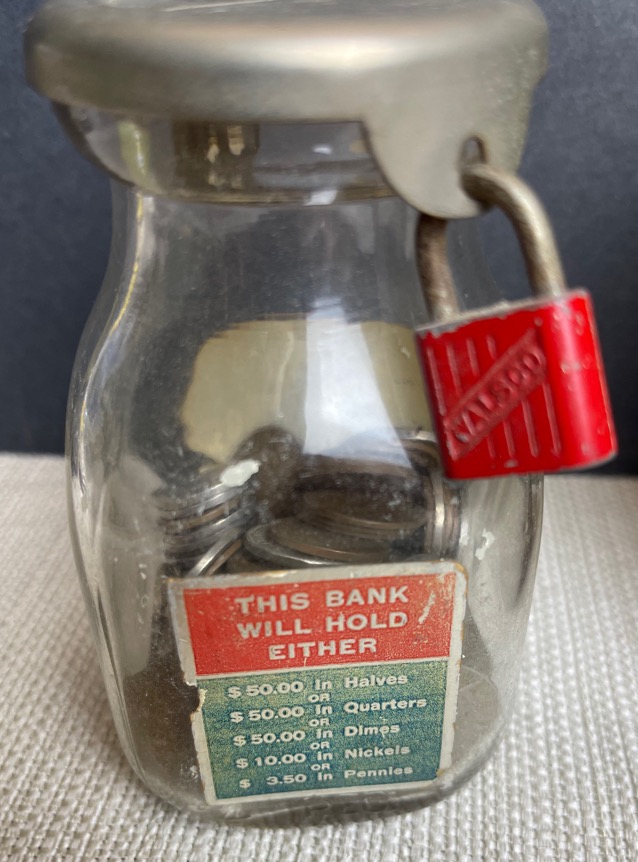 NALCO
THIS BANK
WILL HOLD
EITHER
$50.00 In Halves
OR
$50.00 In Quarters
OR
$50.00 In Dimes
OR
$10.00 In Nickels
OR
$ 3.50 In Pennies